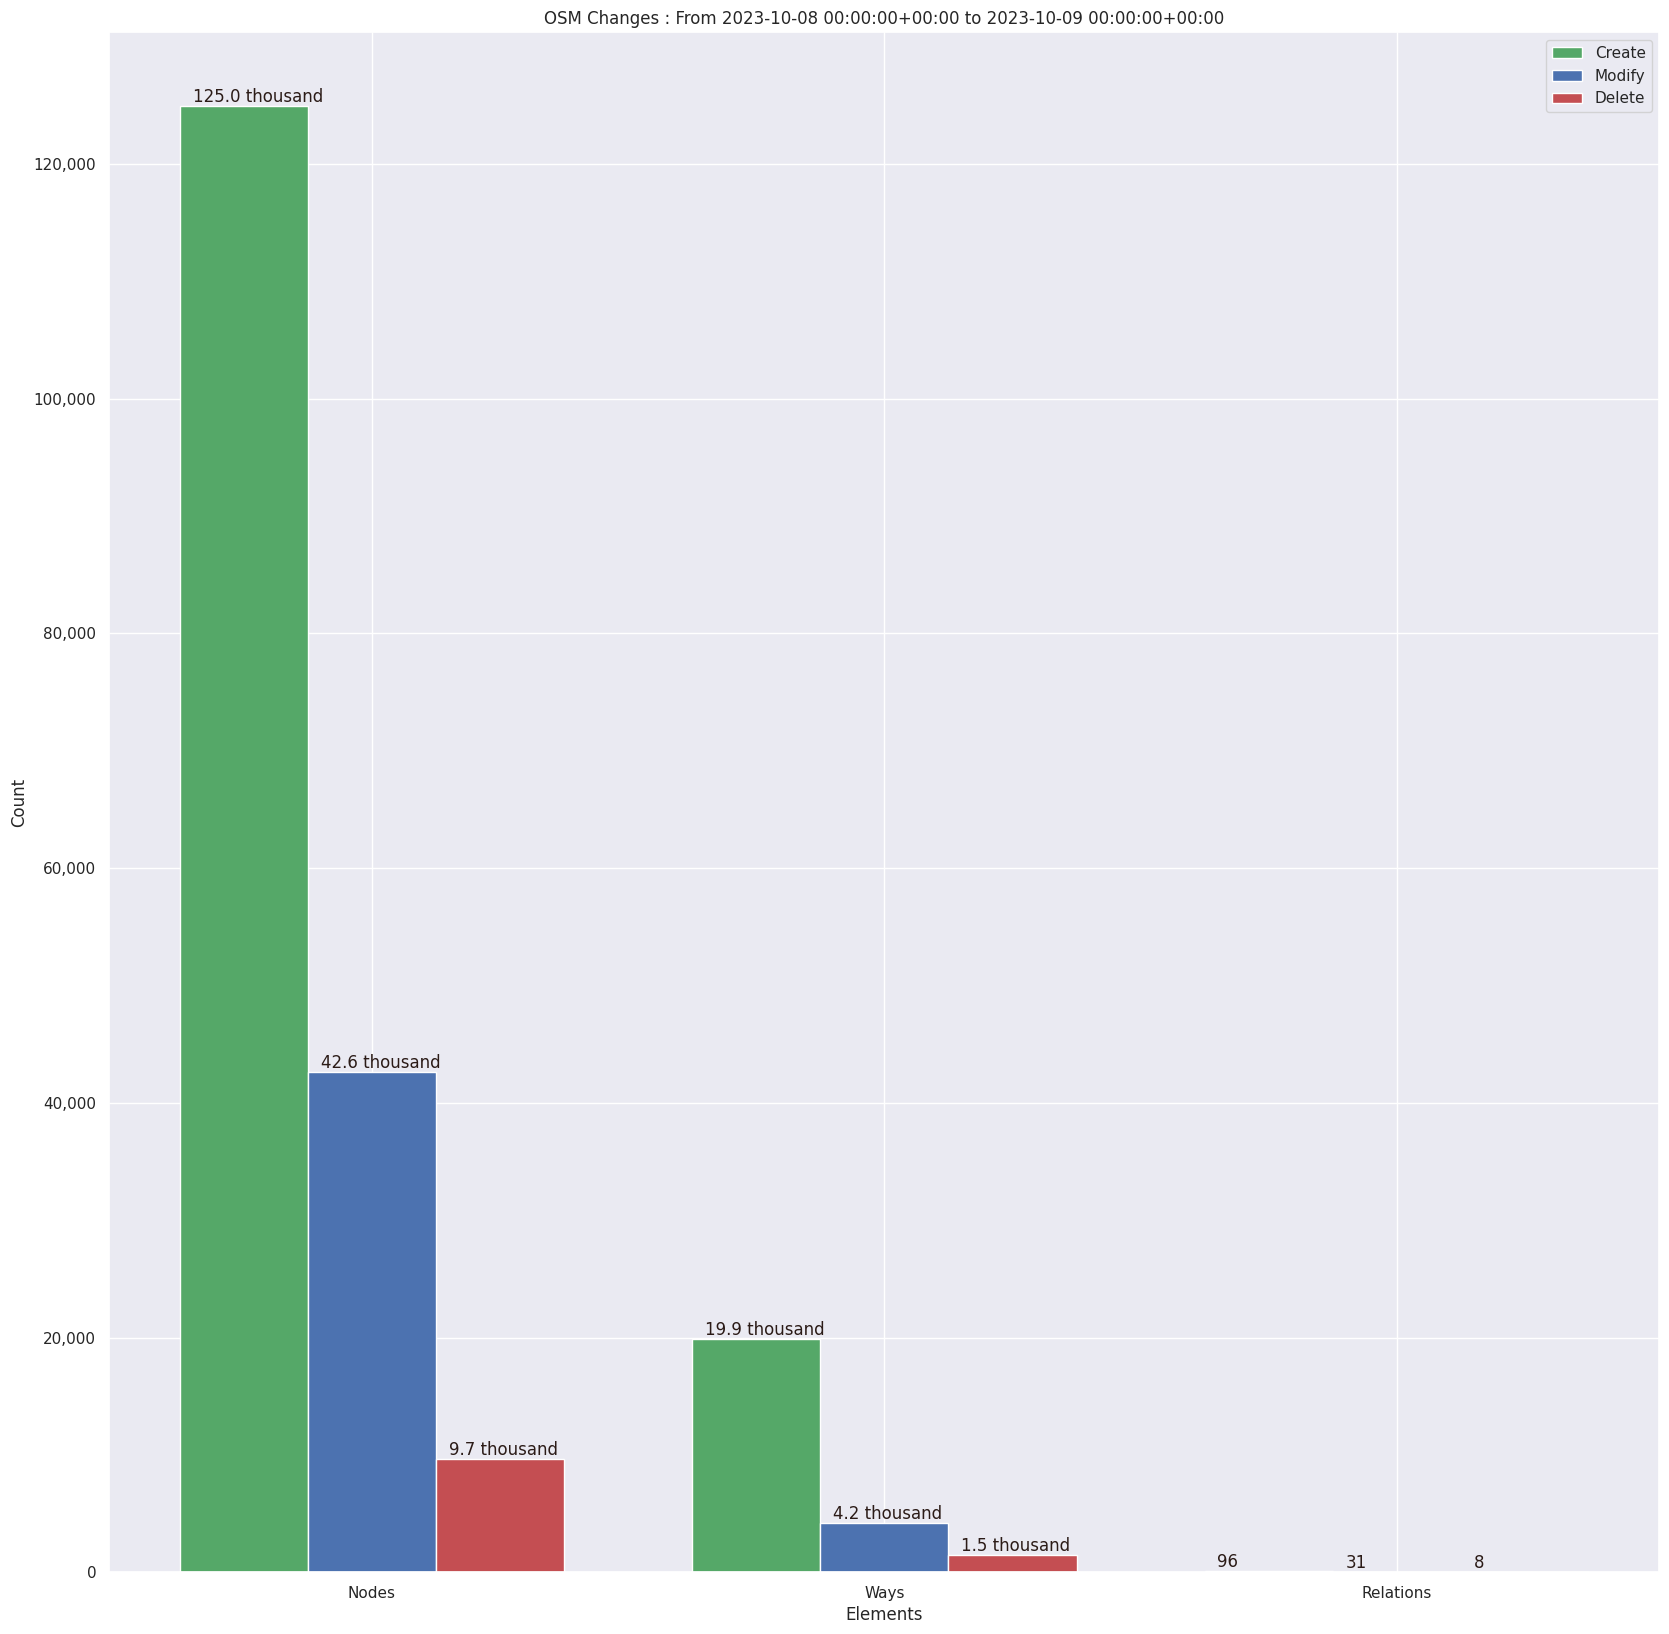 OSM Changes : From 2023-10-08 00:00:00+00:00 to 2023-10-09 00:00:00+00:00
Create
Modify
Delete
125.0 thousand
120,000
100,000
80,000
Count
60,000
42.6 thousand
40,000
20,000
19.9 thousand
9.7 thousand
4.2 thousand
1.5 thousand
96
31
8
0
Nodes
Ways
Relations
Elements